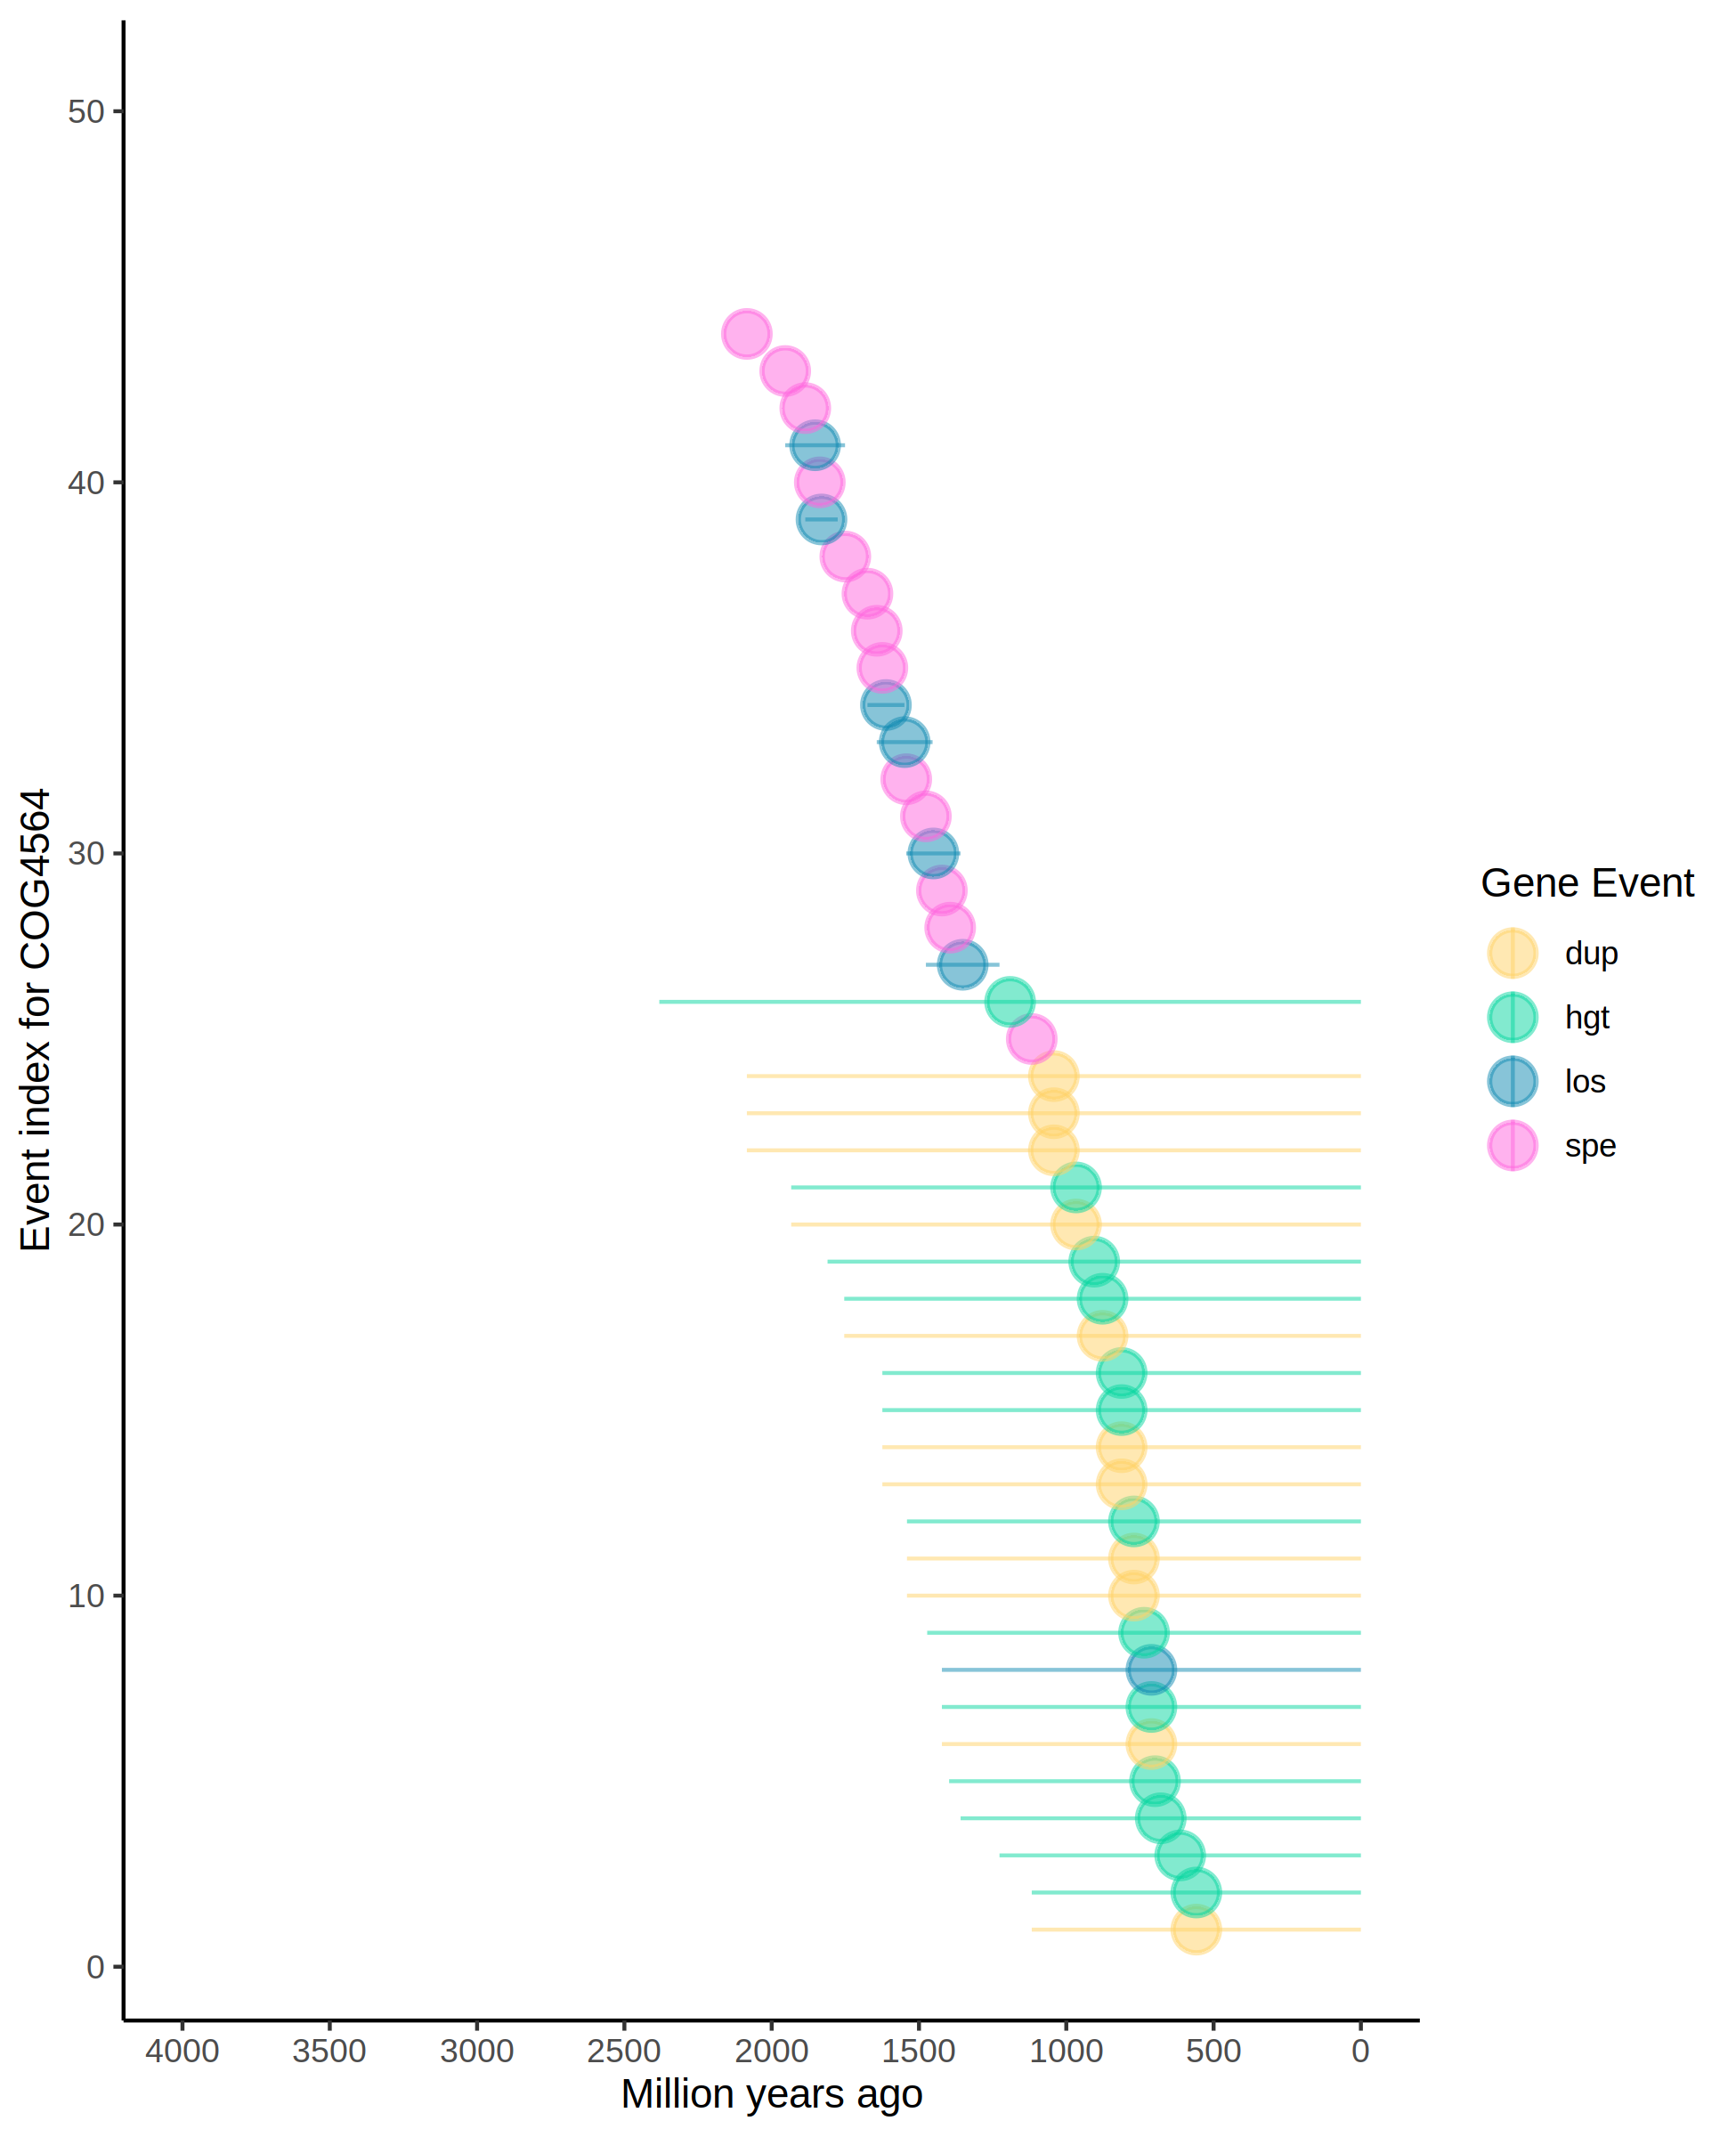 Event index for COG4564
50
40
30
20
10
0
4000 3500 3000 2500 2000 1500 1000 500 0
Million years ago
Gene Event
dup
hgt
los
spe